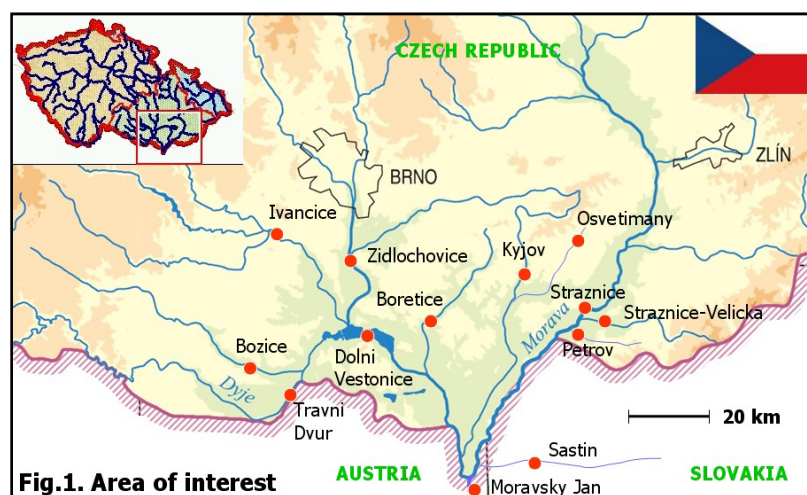 CZECH REPUBLIC
BRNO
ZLÍN
Ivancice
Osvetimany
Zidlochovice
Kyjov
Boretice
Straznice
Straznice-Velicka
Morava
Petrov
Bozice
Dolni
Vestonice
Dyje
Travni
Dvur
20 km
Sastin
Fig.1. Area of interest
AUSTRIA
SLOVAKIA
Moravsky Jan